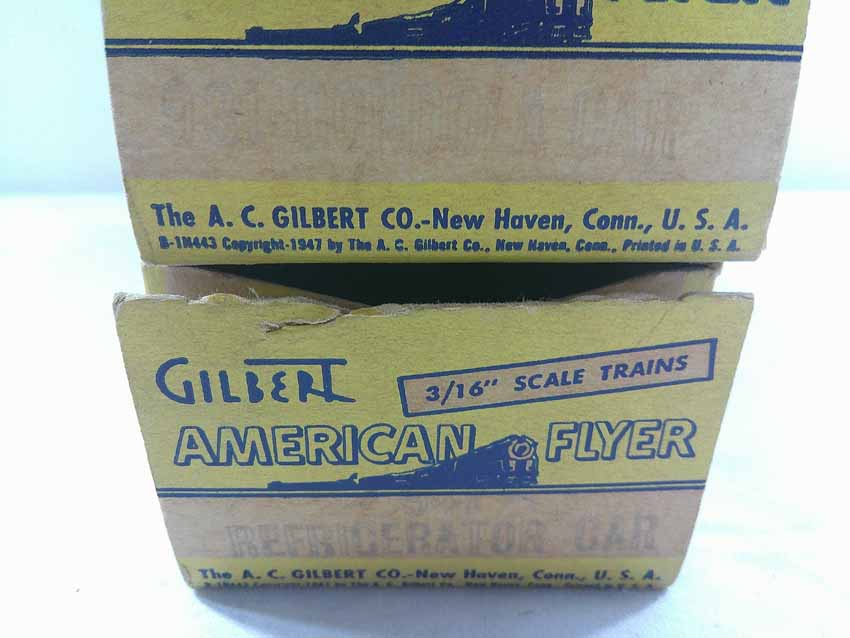 The A. C. GILBERT CO.-New Haven, Conn., U. S. A.
B-1N443 Copyright-1947 by The A. C. Gilbert Co., New Haven, Conn., Printed in U. S. A.
GILBERT
3/16" SCALE TRAINS
AMERICAN FLYER
REFRIGERATOR CAR
The A. C. GILBERT CO.-New Haven, Conn., U. S. A.